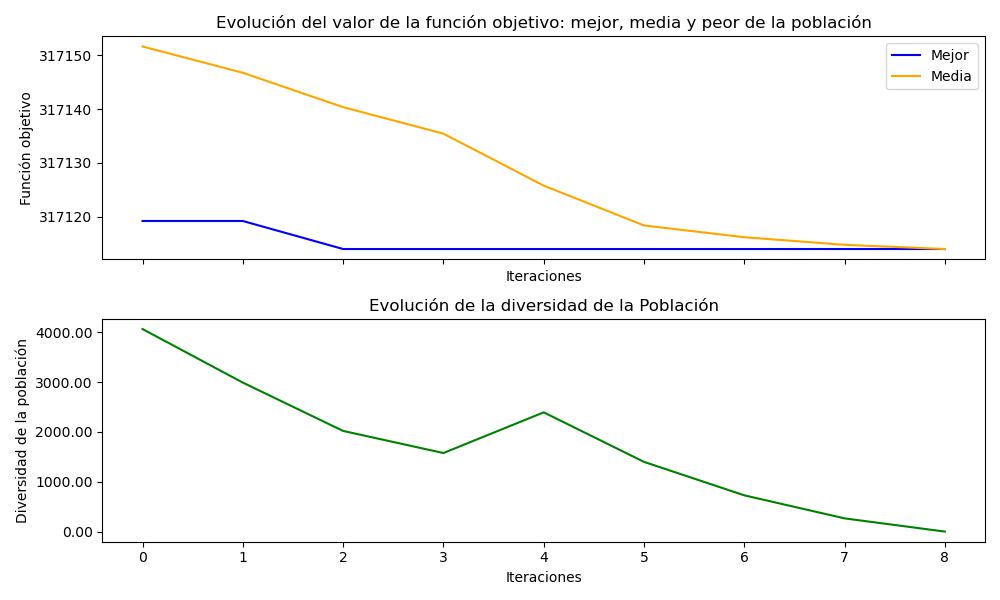 Evolución del valor de la función objetivo: mejor, media y peor de la población
Función objetivo
317150
317140
317130
317120
Mejor
Media
Iteraciones
Evolución de la diversidad de la Población
Diversidad de la población
4000.00
3000.00
2000.00
1000.00
0.00
0 1 2 3 4 5 6 7 8
Iteraciones